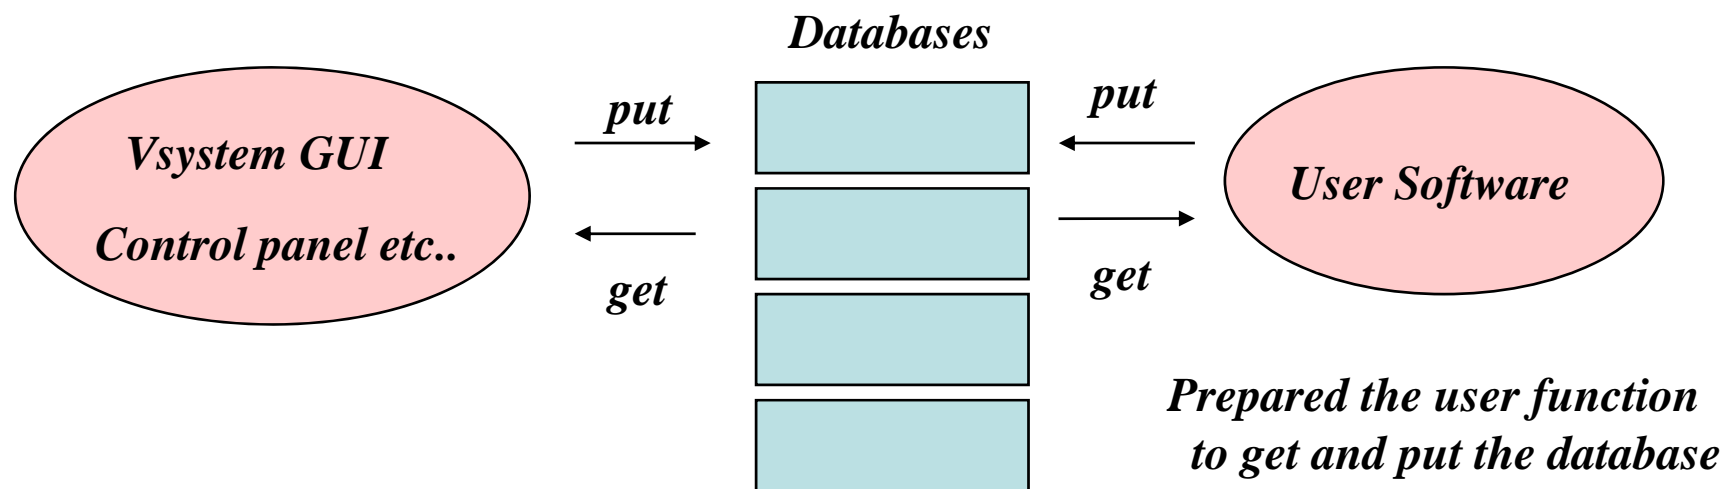 Databases
put
put
Vsystem GUI
User Software
Control panel etc..
get
get
Prepared the user function
to get and put the database